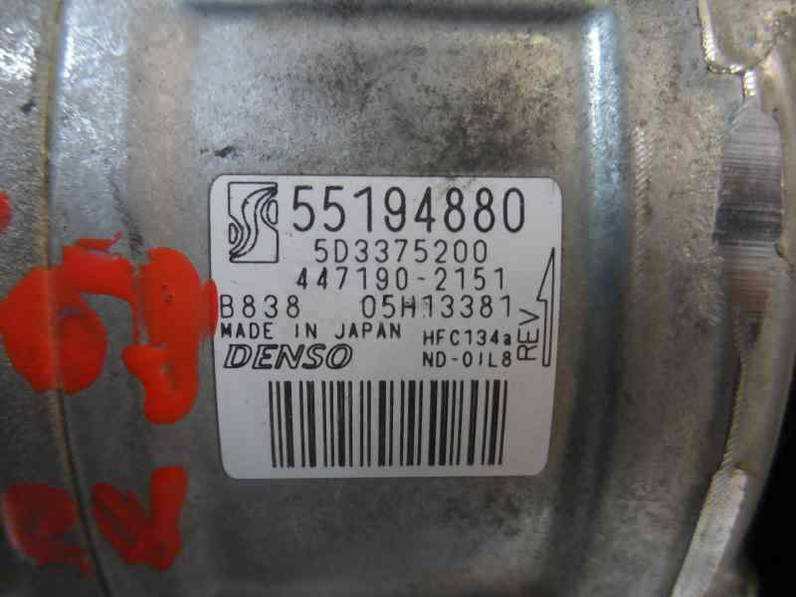 55194880
5D3375200
447190-2151
B838 05H13381
MADE IN JAPAN HFC134a
DENSO ND-OIL8
REV